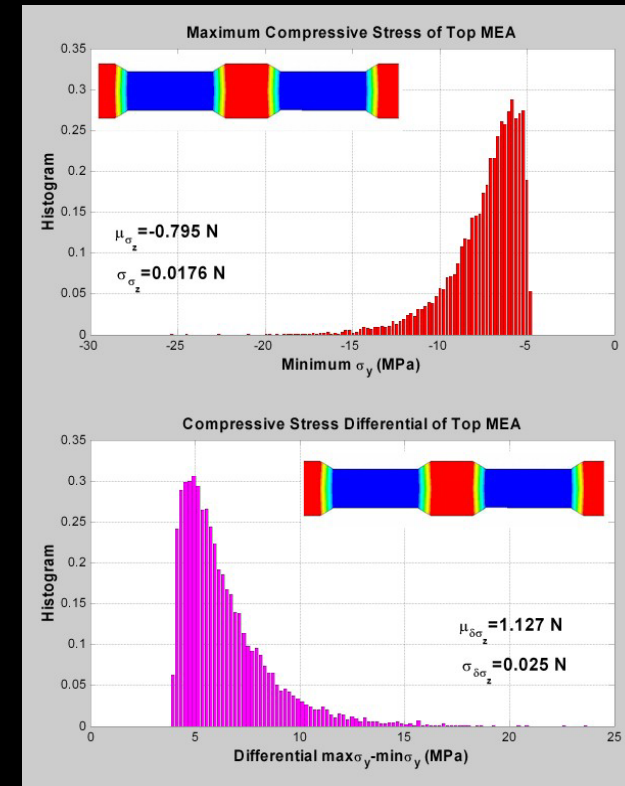 Maximum Compressive Stress of Top MEA
0.35
0.3
0.25
0.2
0.15
0.1
0.05
0
Histogram
μσz=-0.795 N
σσz=0.0176 N
-30 -25 -20 -15 -10 -5 0
Minimum σy (MPa)
Compressive Stress Differential of Top MEA
0.35
0.3
0.25
0.2
0.15
0.1
0.05
0
Histogram
μδσz=1.127 N
σδσz=0.025 N
0 5 10 15 20 25
Differential maxσy-minσy (MPa)